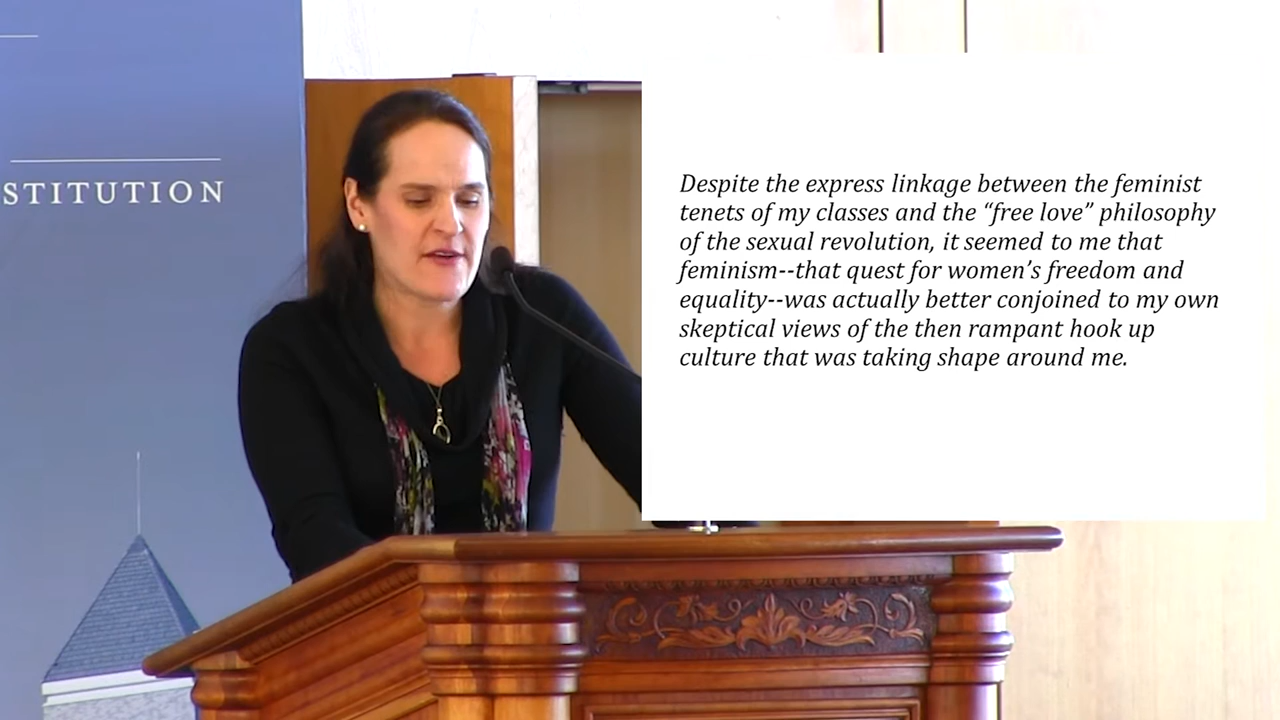 STITUTION
Despite the express linkage between the feminist
tenets of my classes and the “free love” philosophy
of the sexual revolution, it seemed to me that
feminism--that quest for women’s freedom and
equality--was actually better conjoined to my own
skeptical views of the then rampant hook up
culture that was taking shape around me.